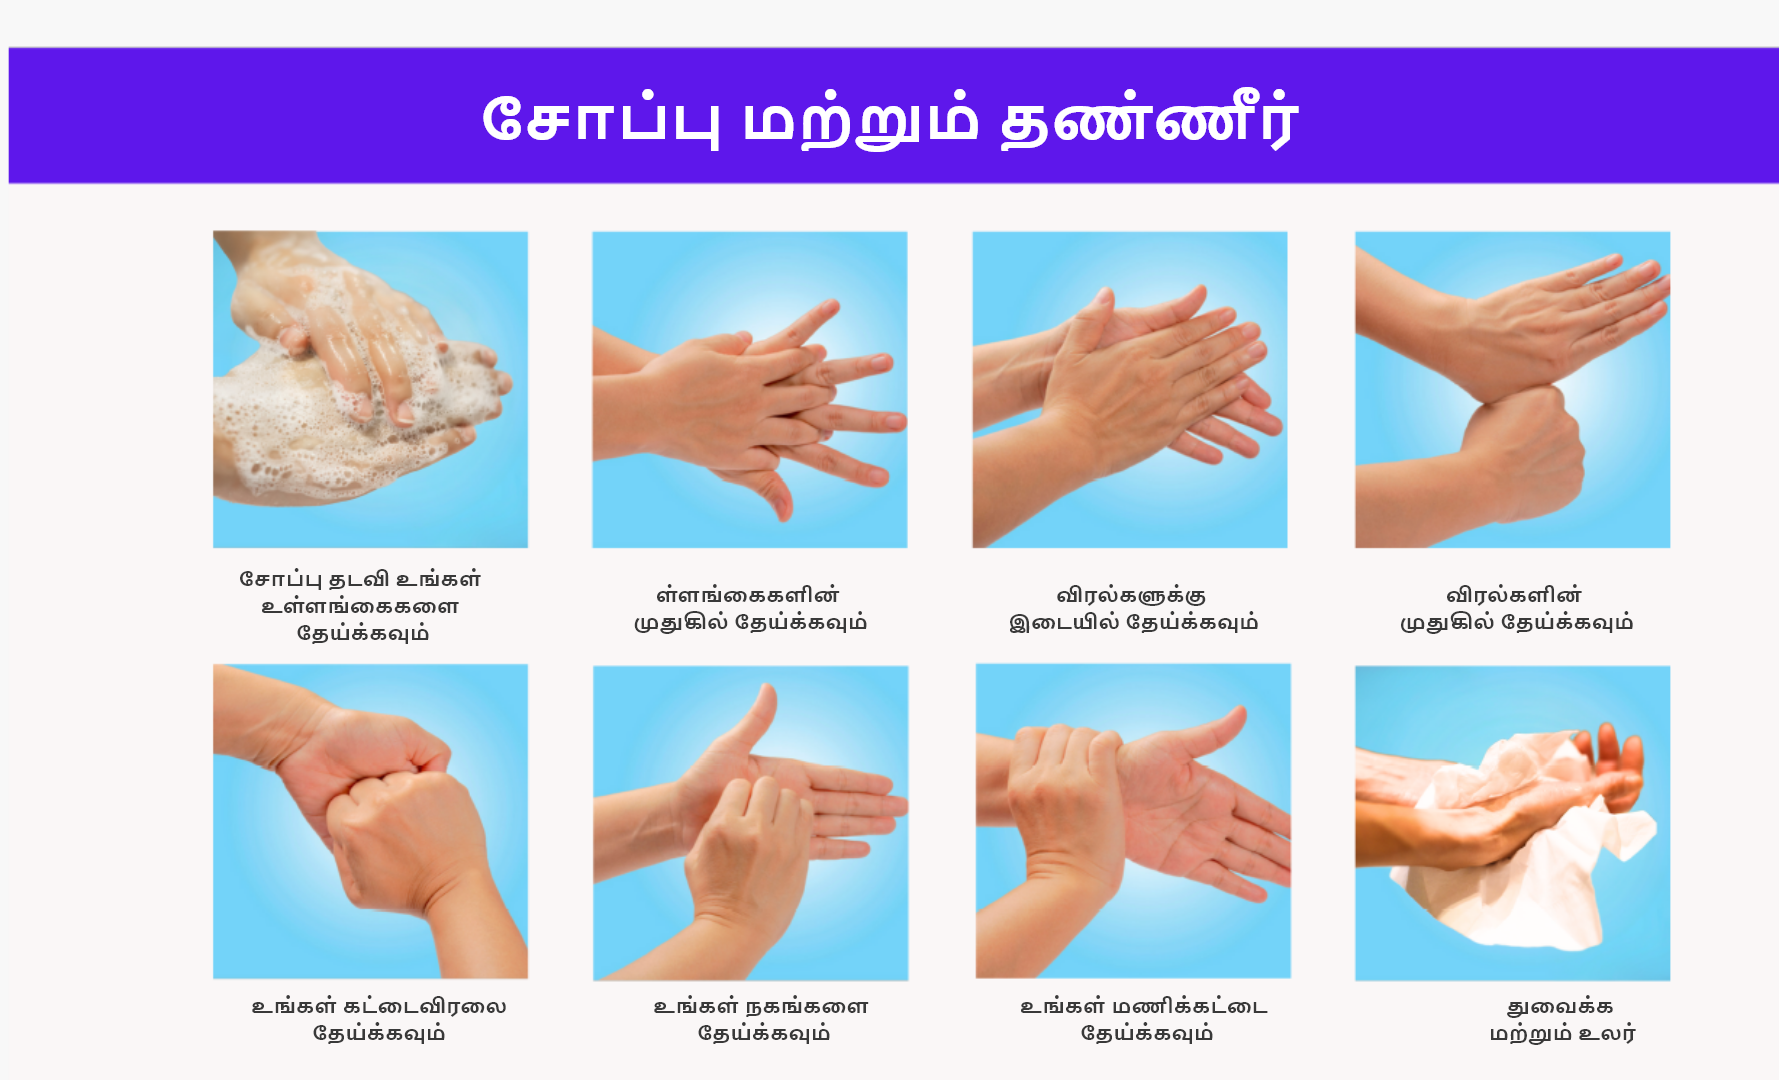 சோப்பு மற்றும் தண்ணீர்
சோப்பு தடவி உங்கள்
உள்ளங்கைகளை
தேய்க்கவும்
ள்ளங்கைகளின்
முதுகில் தேய்க்கவும்
விரல்களுக்கு
இடையில் தேய்க்கவும்
விரல்களின்
முதுகில் தேய்க்கவும்
உங்கள் கட்டைவிரலை
தேய்க்கவும்
உங்கள் நகங்களை
தேய்க்கவும்
உங்கள் மணிக்கட்டை
தேய்க்கவும்
துவைக்க
மற்றும் உலர்